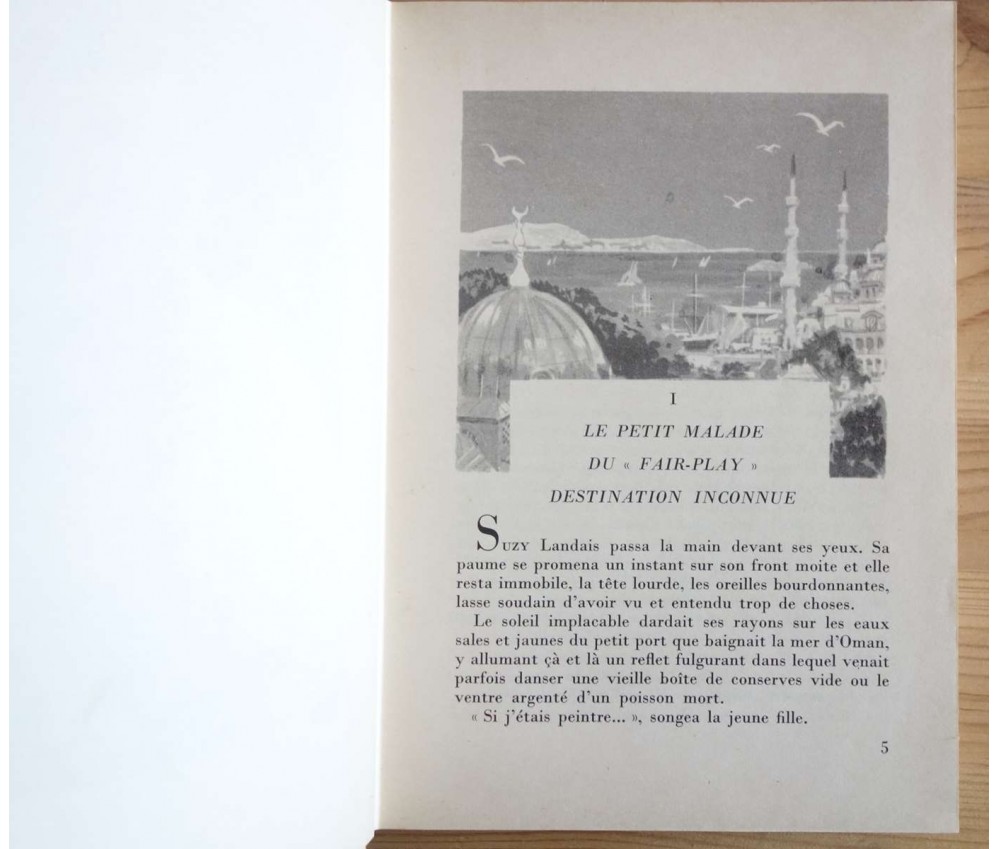 I
LE PETIT MALADE
DU « FAIR-PLAY »
DESTINATION INCONNUE
SUZY Landais passa la main devant ses yeux. Sa
paume se promena un instant sur son front moite et elle
resta immobile, la tête lourde, les oreilles bourdonnantes,
lasse soudain d'avoir vu et entendu trop de choses.
Le soleil implacable dardait ses rayons sur les eaux
sales et jaunes du petit port que baignait la mer d'Oman,
y allumant çà et là un reflet fulgurant dans lequel venait
parfois danser une vieille boîte de conserves vide ou le
ventre argenté d'un poisson mort.
« Si j'étais peintre... », songea la jeune fille.
5